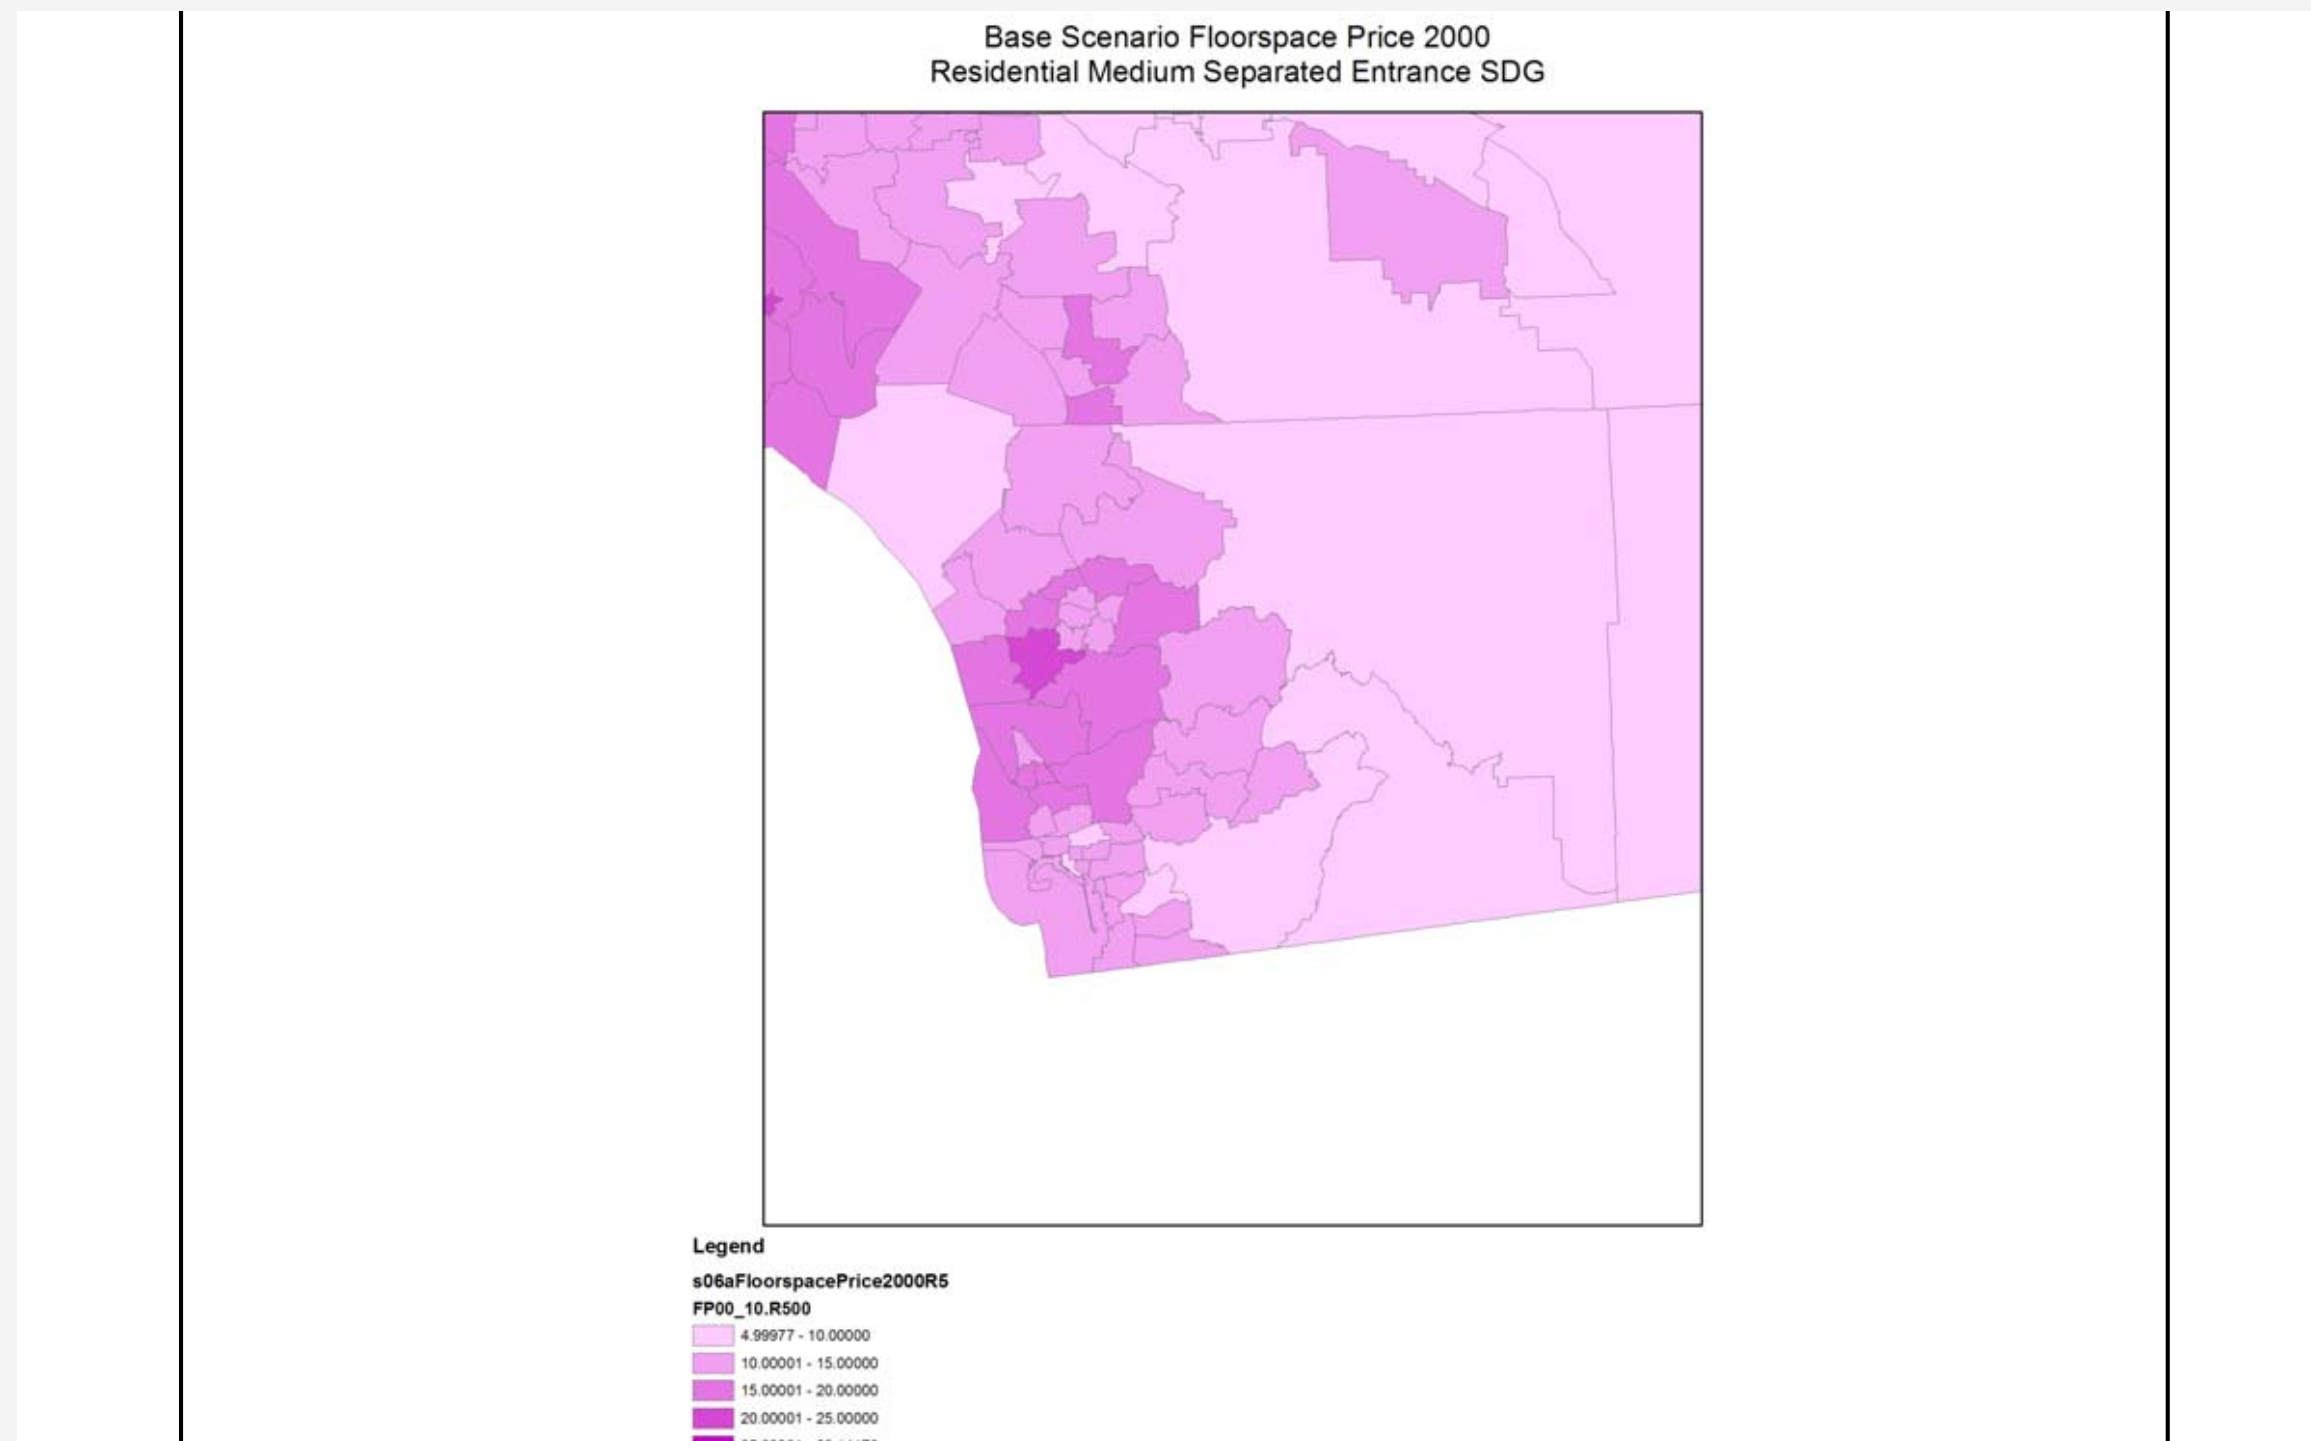 Base Scenario Floorspace Price 2000
Residential Medium Separated Entrance SDG
Legend
s06aFloorspacePrice2000R5
FP00_10.R500
4.99977 - 10.00000
10.00001 - 15.00000
15.00001 - 20.00000
20.00001 - 25.00000